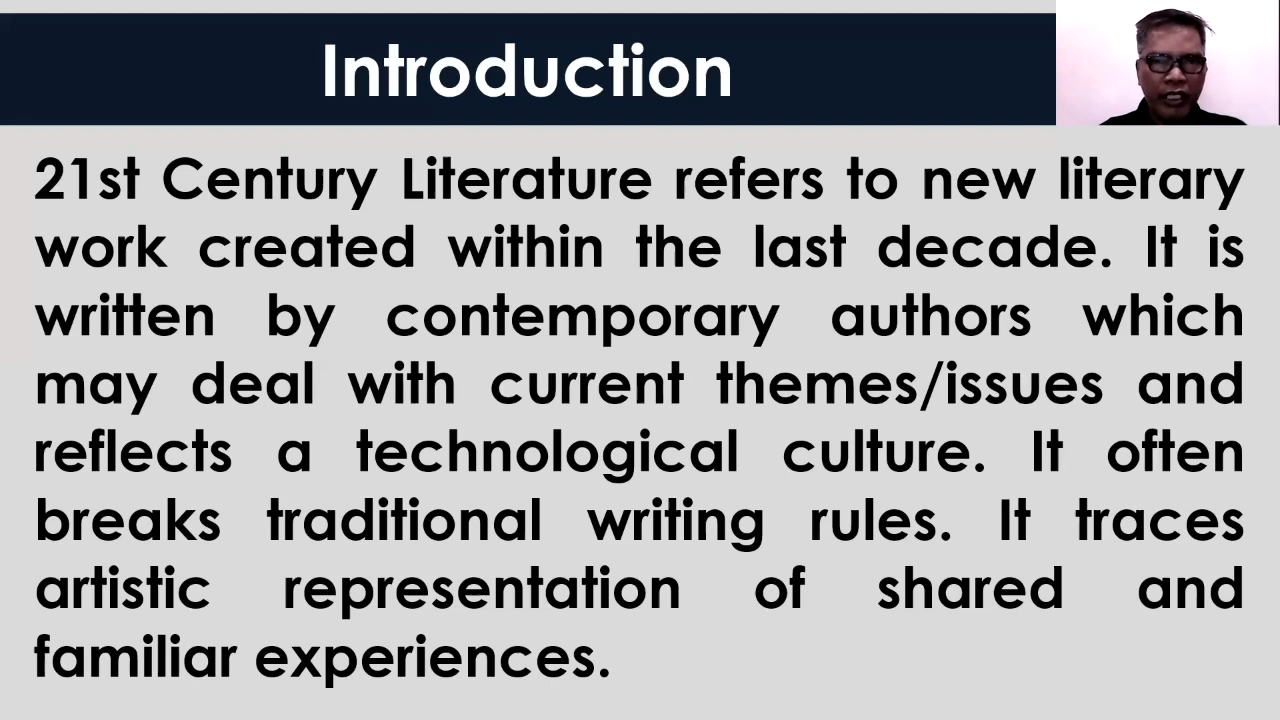 Introduction
21st Century Literature refers to new literary
work created within the last decade. It is
written by contemporary authors which
may deal with current themes/issues and
reflects a technological culture. It often
breaks traditional writing rules. It traces
artistic representation of shared and
familiar experiences.